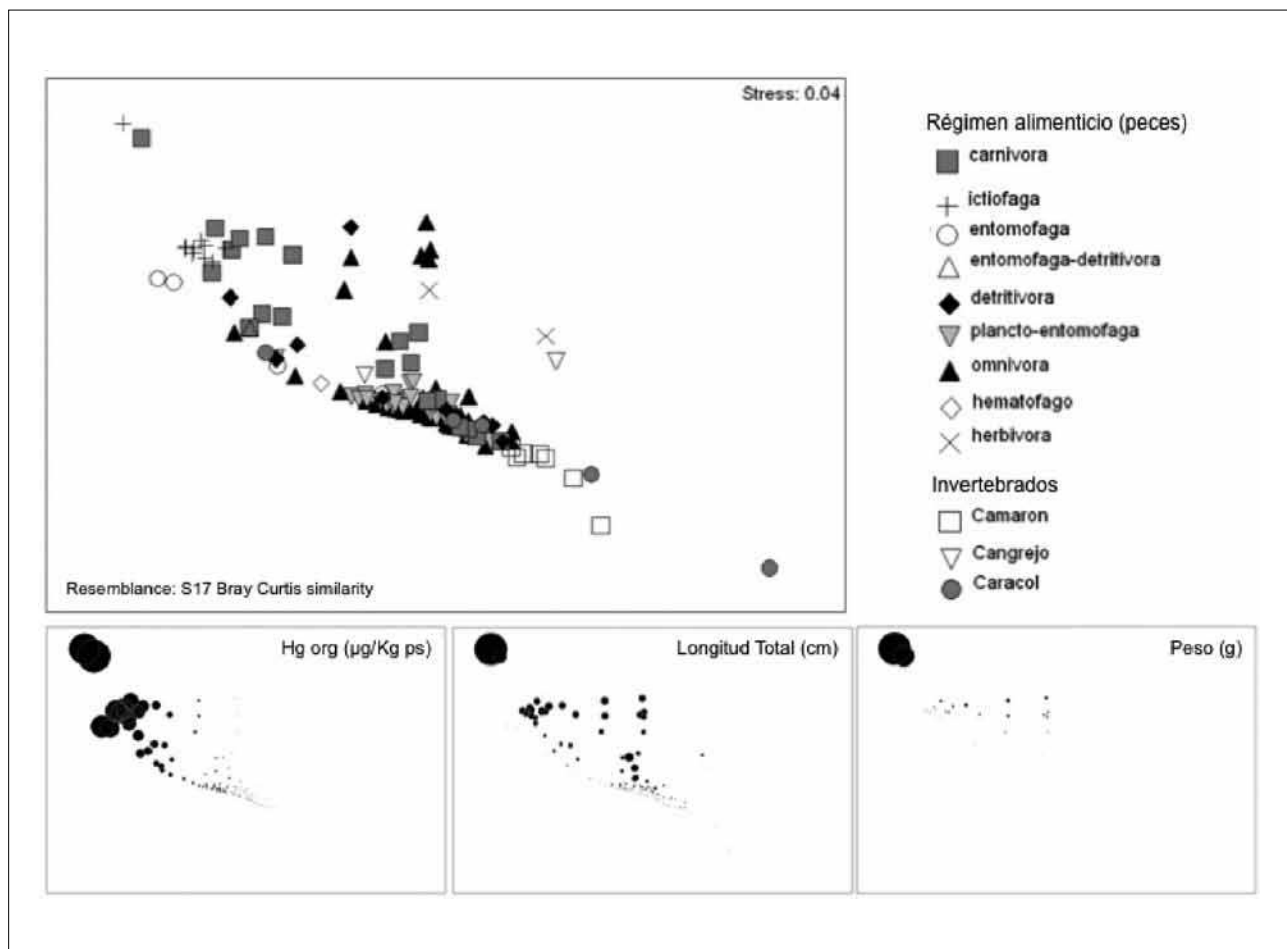 Stress: 0.04
Resemblance: S17 Bray Curtis similarity
Régimen alimenticio (peces)
carnivora
ictiofaga
entomofaga
entomofaga-detritivora
detritivora
plancto-entomofaga
omnivora
hematofago
herbivora
Invertebrados
Camaron
Cangrejo
Caracol
Hg org (µg/Kg ps)
Longitud Total (cm)
Peso (g)